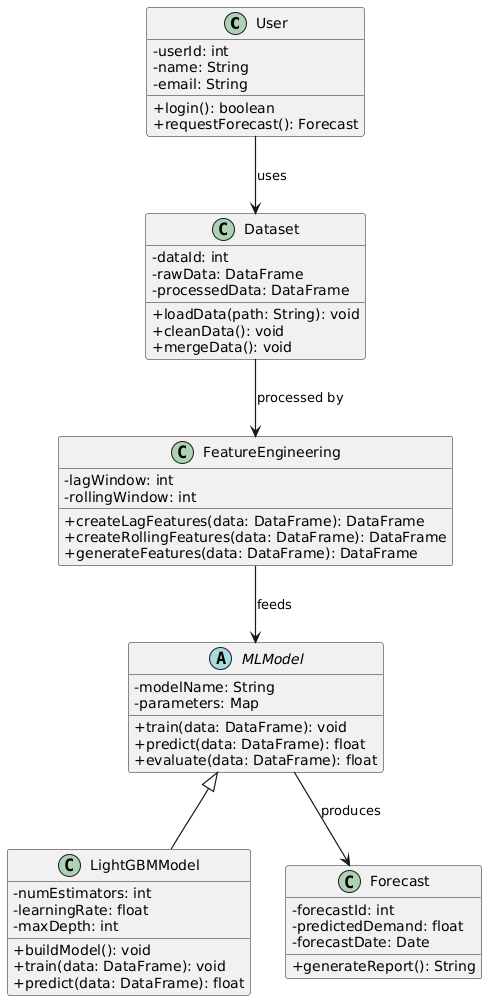 C User
-userId: int
-name: String
-email: String
+login(): boolean
+requestForecast(): Forecast
uses
C Dataset
-dataId: int
-rawData: DataFrame
-processedData: DataFrame
+loadData(path: String): void
+cleanData(): void
+mergeData(): void
processed by
C FeatureEngineering
-lagWindow: int
-rollingWindow: int
+createLagFeatures(data: DataFrame): DataFrame
+createRollingFeatures(data: DataFrame): DataFrame
+generateFeatures(data: DataFrame): DataFrame
feeds
A MLModel
-modelName: String
-parameters: Map
+train(data: DataFrame): void
+predict(data: DataFrame): float
+evaluate(data: DataFrame): float
produces
C LightGBMModel
-numEstimators: int
-learningRate: float
-maxDepth: int
+buildModel(): void
+train(data: DataFrame): void
+predict(data: DataFrame): float
C Forecast
-forecastId: int
-predictedDemand: float
-forecastDate: Date
+generateReport(): String